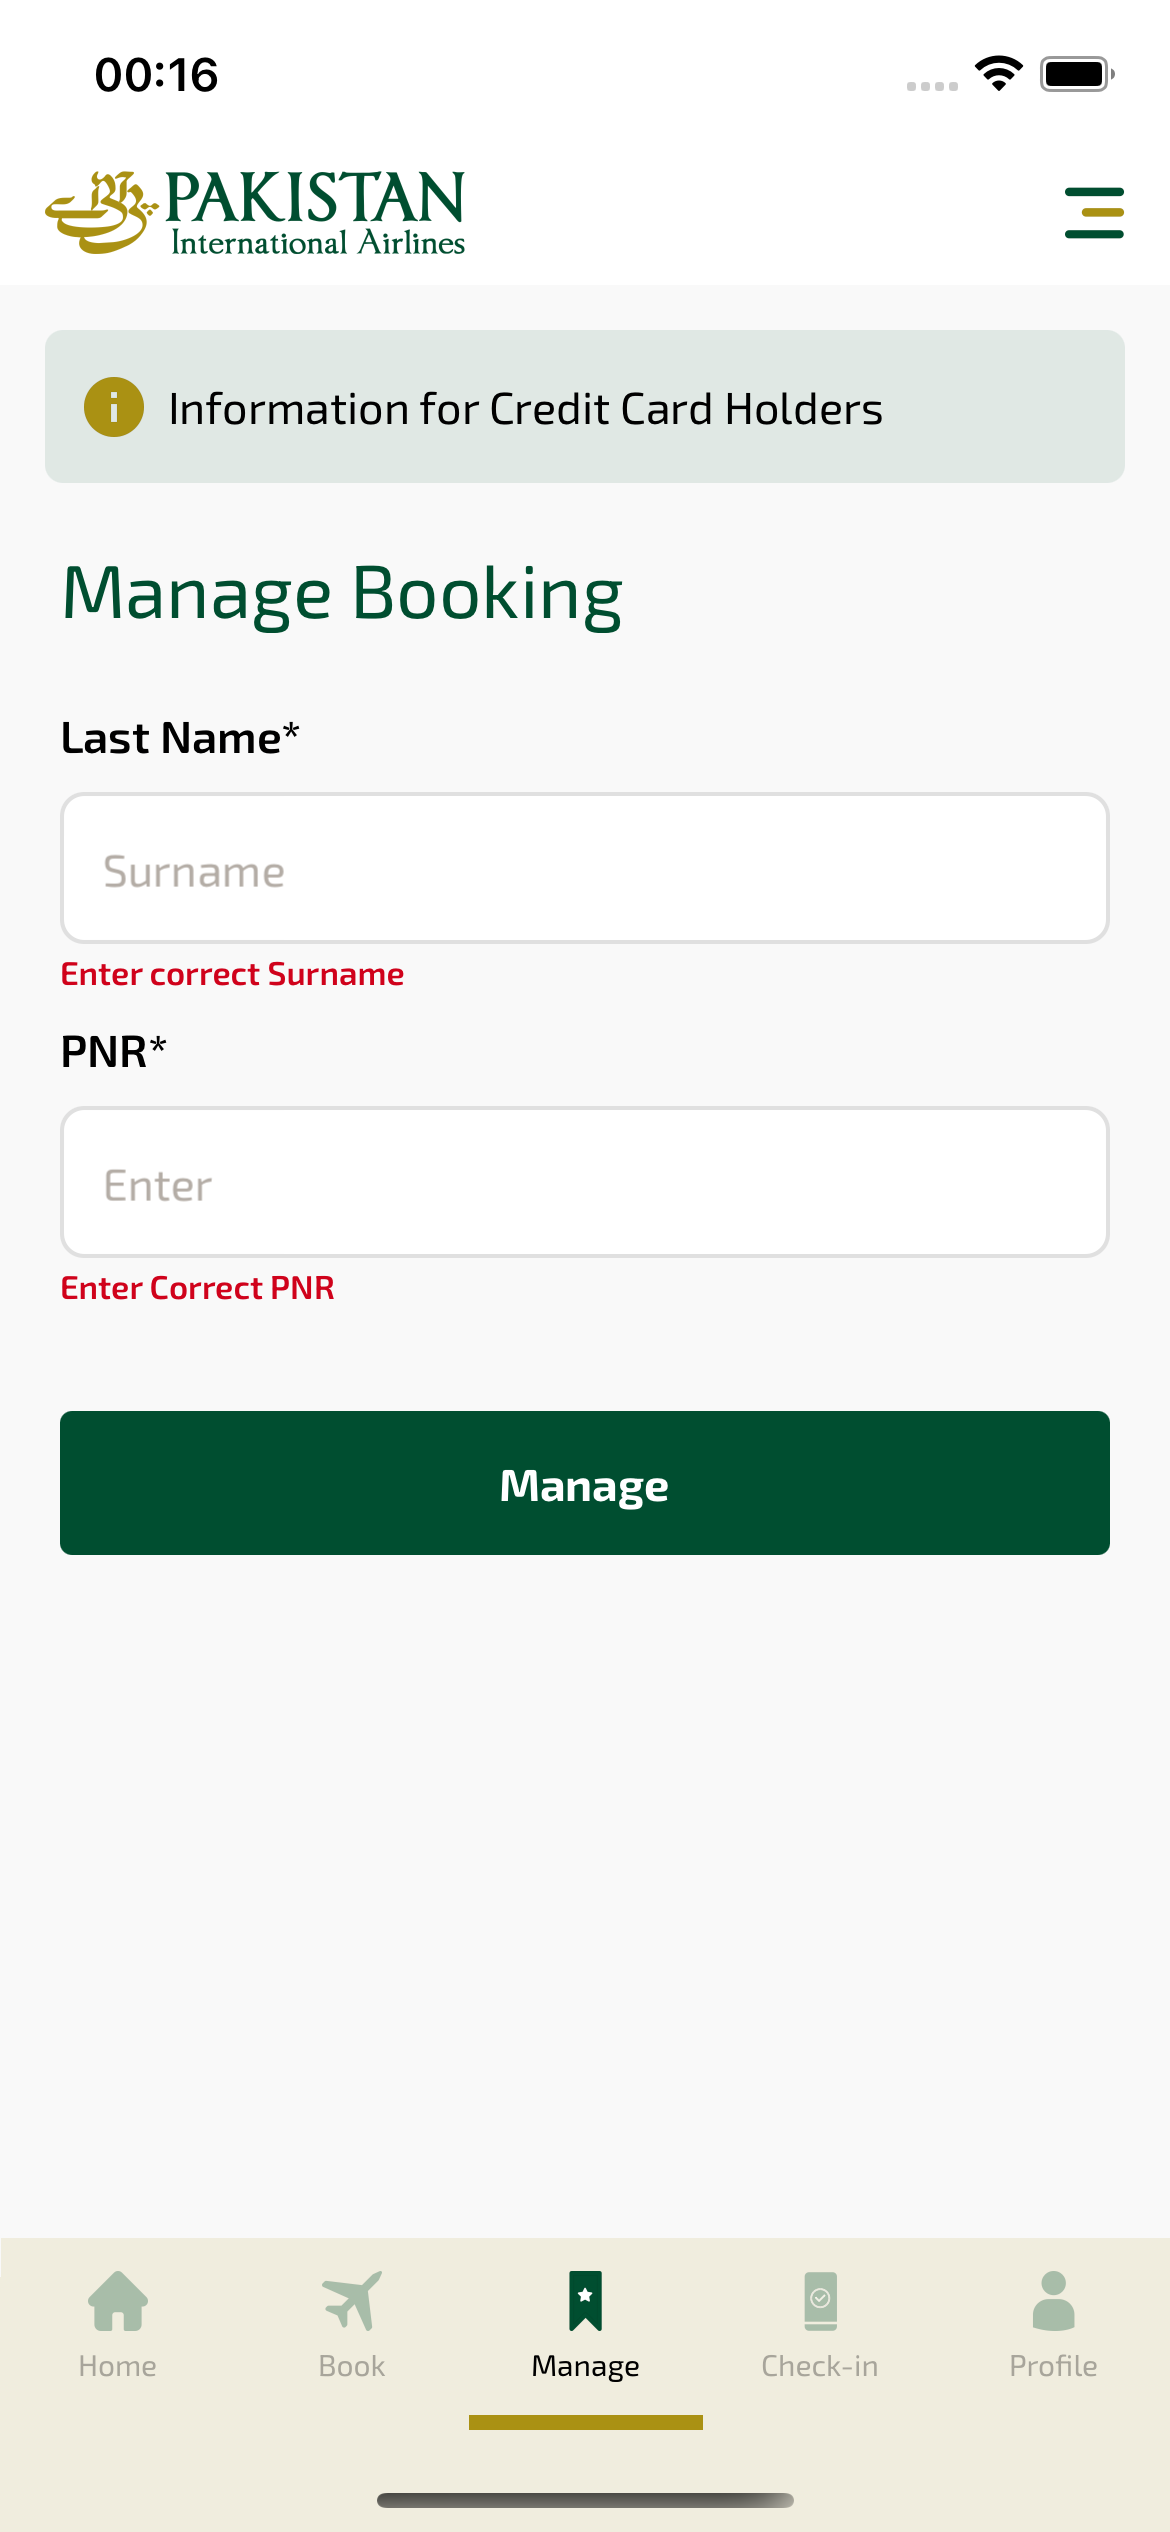 00:16
PAKISTAN
International Airlines
Information for Credit Card Holders
Manage Booking
Last Name*
Surname
Enter correct Surname
PNR*
Enter
Enter Correct PNR
Manage
Home
Book
Manage
Check-in
Profile